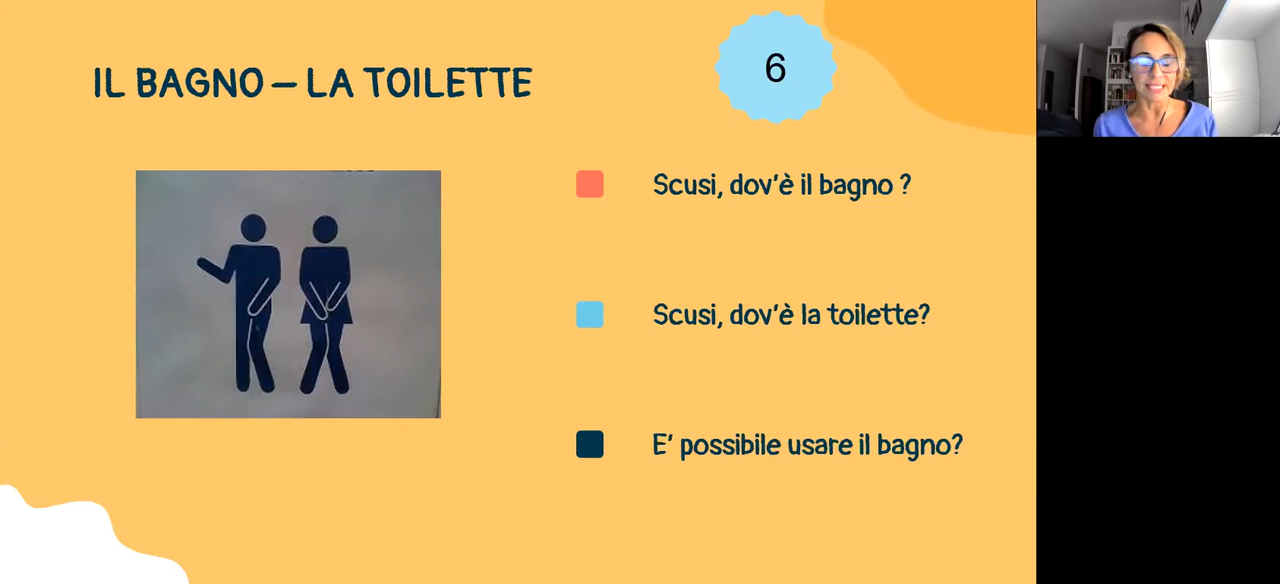 IL BAGNO – LA TOILETTE
6
Scusi, dov'è il bagno ?
Scusi, dov'è la toilette?
E' possibile usare il bagno?